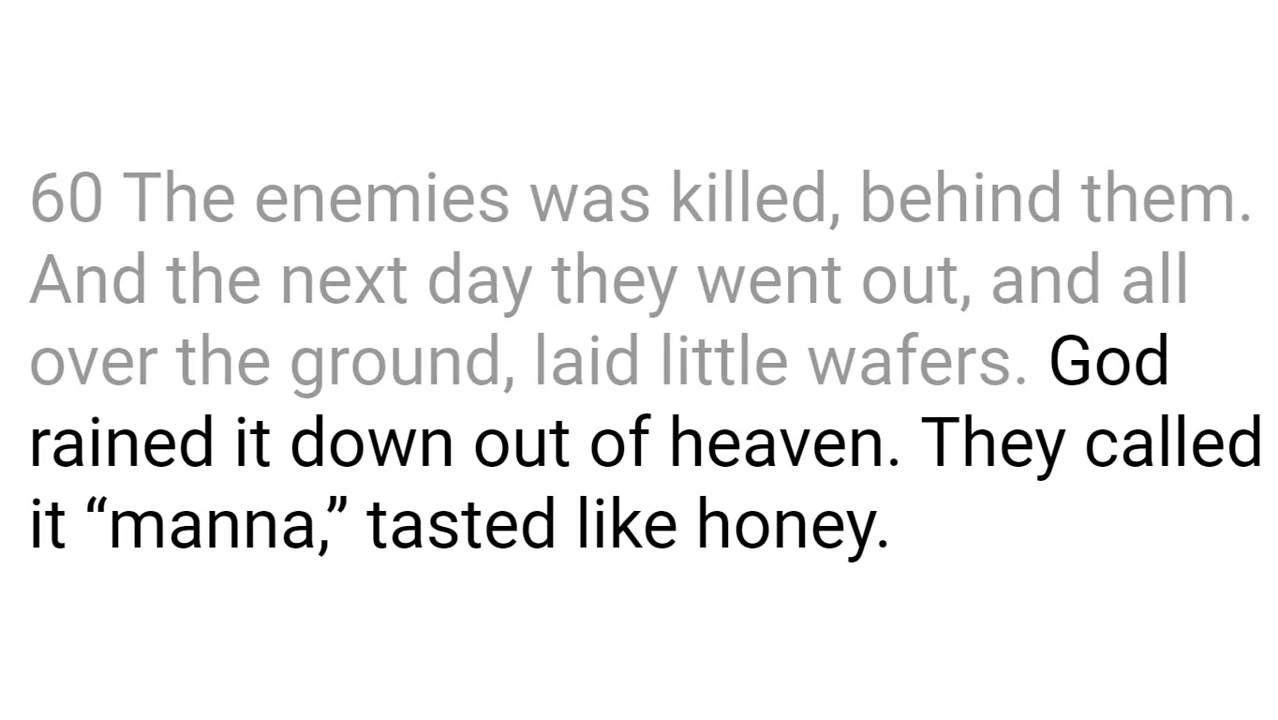 60 The enemies was killed, behind them.
And the next day they went out, and all
over the ground, laid little wafers. God
rained it down out of heaven. They called
it “manna,” tasted like honey.